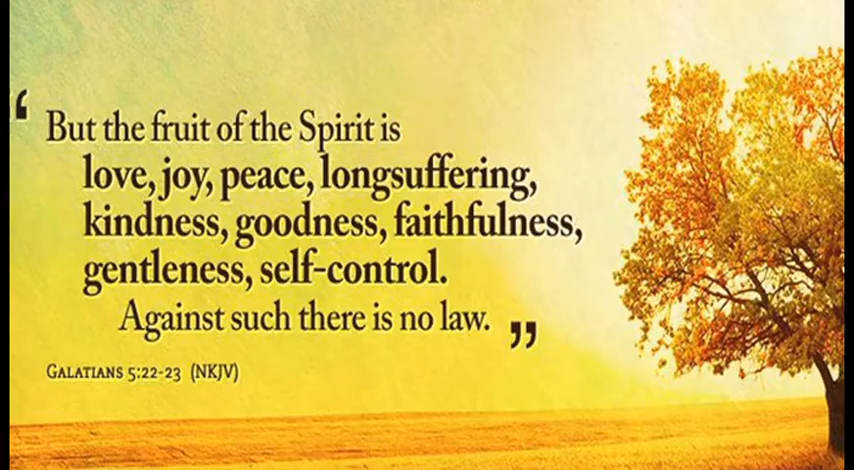 “ But the fruit of the Spirit is
love, joy, peace, longsuffering,
kindness, goodness, faithfulness,
gentleness, self-control.
Against such there is no law. ”
Galatians 5:22-23 (NKJV)